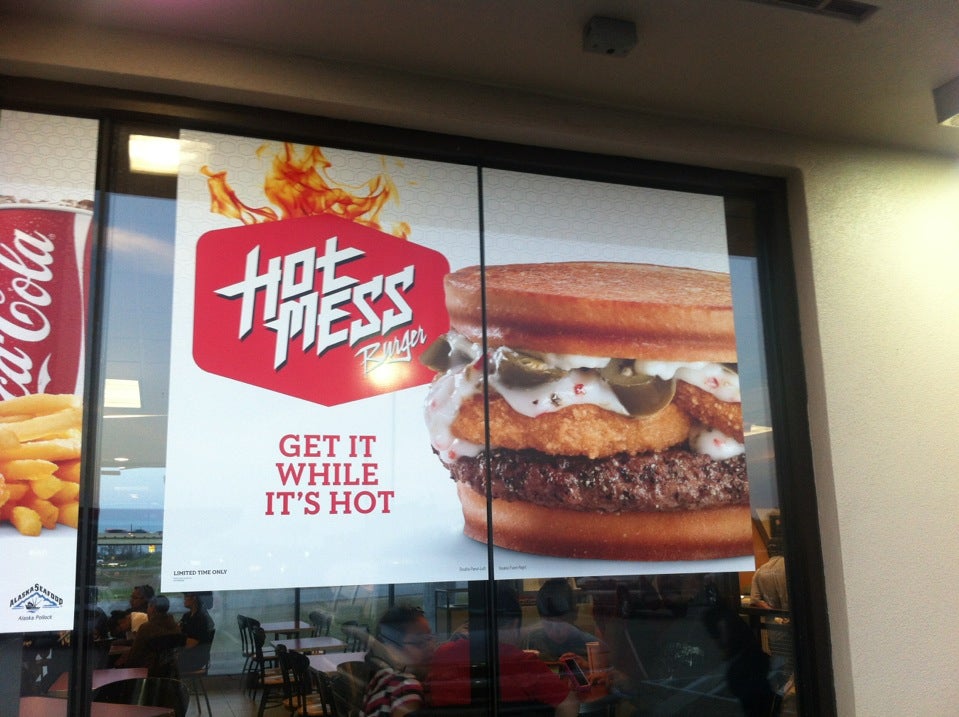 Coca-Cola
HOT
MESS
Burger
GET IT
WHILE
IT'S HOT
LIMITED TIME ONLY
ALASKA SEAFOOD
Alaska Pollock